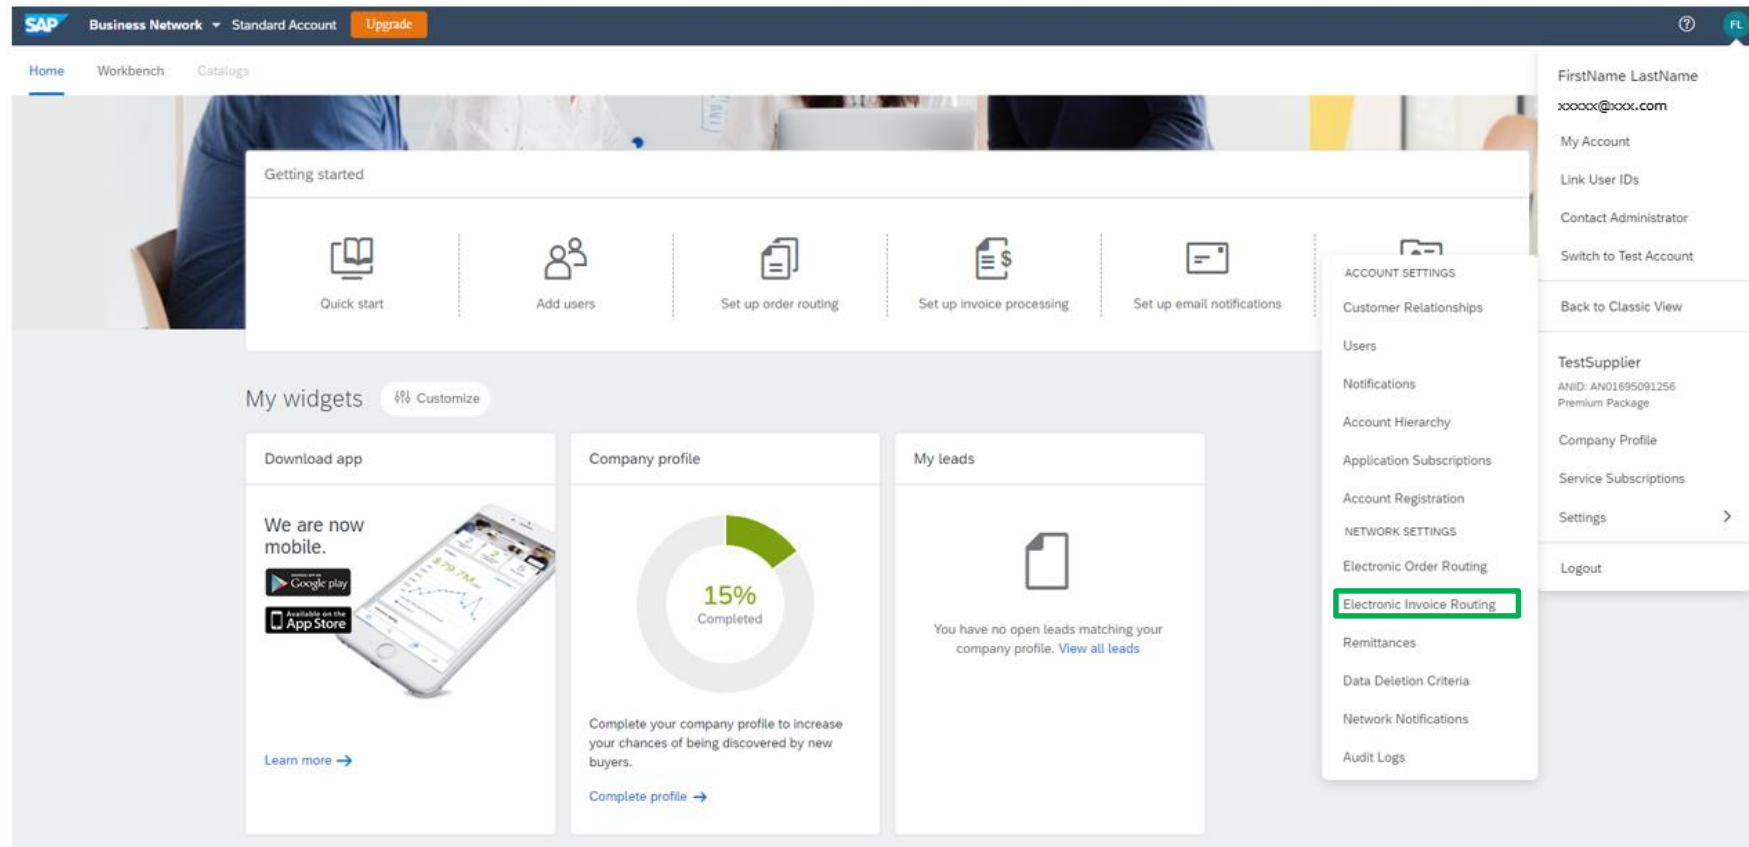 SAP Business Network Standard Account Upgrade
FL
Home Workbench Catalogs
Getting started
Quick start
Add users
Set up order routing
Set up invoice processing
Set up email notifications
My widgets
Customize
Download app
We are now
mobile.
Google play
Available on the
App Store
Learn more
Company profile
15%
Completed
Complete your company profile to increase
your chances of being discovered by new
buyers.
Complete profile
My leads
You have no open leads matching your
company profile. View all leads
ACCOUNT SETTINGS
Customer Relationships
Users
Notifications
Account Hierarchy
Application Subscriptions
Account Registration
NETWORK SETTINGS
Electronic Order Routing
Electronic Invoice Routing
Remittances
Data Deletion Criteria
Network Notifications
Audit Logs
FirstName LastName
xxxxx@xxx.com
My Account
Link User IDs
Contact Administrator
Switch to Test Account
Back to Classic View
TestSupplier
ANID: AN01695091256
Premium Package
Company Profile
Service Subscriptions
Settings
Logout